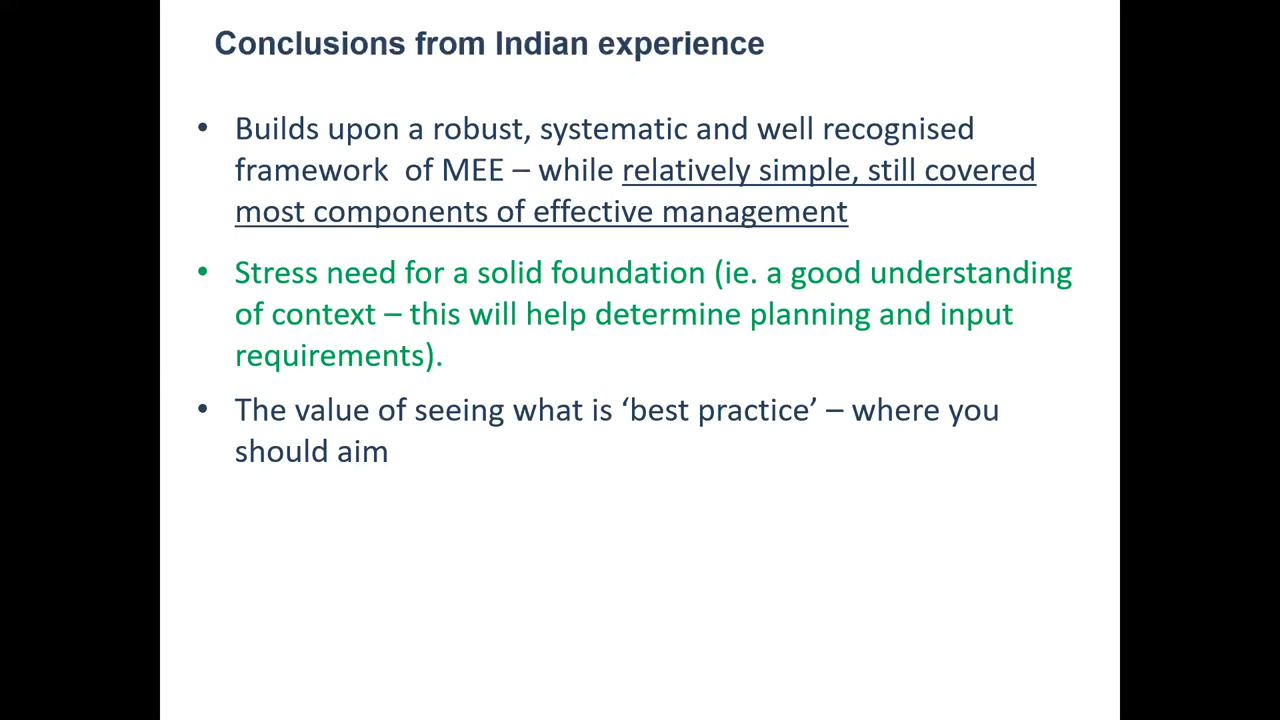 Conclusions from Indian experience
• Builds upon a robust, systematic and well recognised
framework  of MEE – while relatively simple, still covered
most components of effective management
• Stress need for a solid foundation (ie. a good understanding
of context – this will help determine planning and input
requirements).
• The value of seeing what is ‘best practice’ – where you
should aim